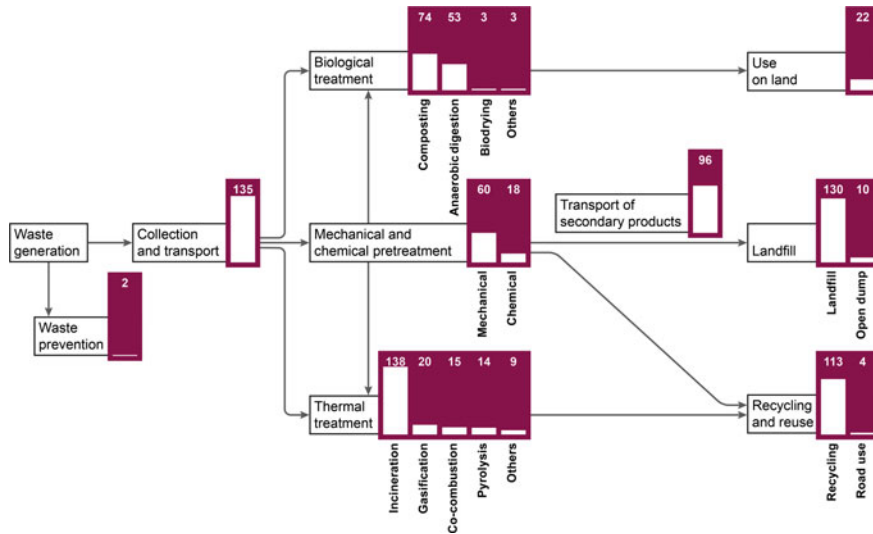 74 53 3 3
22
Biological
treatment
Use
on land
Composting
Anaerobic digestion
Biodrying
Others
135
60 18
96
130 10
Waste
generation
Collection
and transport
Mechanical and
chemical pretreatment
Transport of
secondary products
Landfill
2
Waste
prevention
Mechanical
Chemical
Landfill
Open dump
138 20 15 14 9
113 4
Thermal
treatment
Recycling
and reuse
Incineration
Gasification
Co-combustion
Pyrolysis
Others
Recycling
Road use